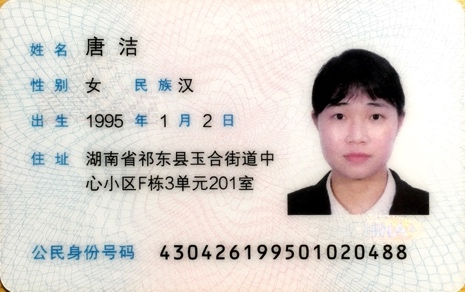 姓名 唐洁
性别 女 民族 汉
出生 1995 年 1 月 2 日
住址 湖南省祁东县玉合街道中
心小区F栋3单元201室
公民身份号码 430426199501020488